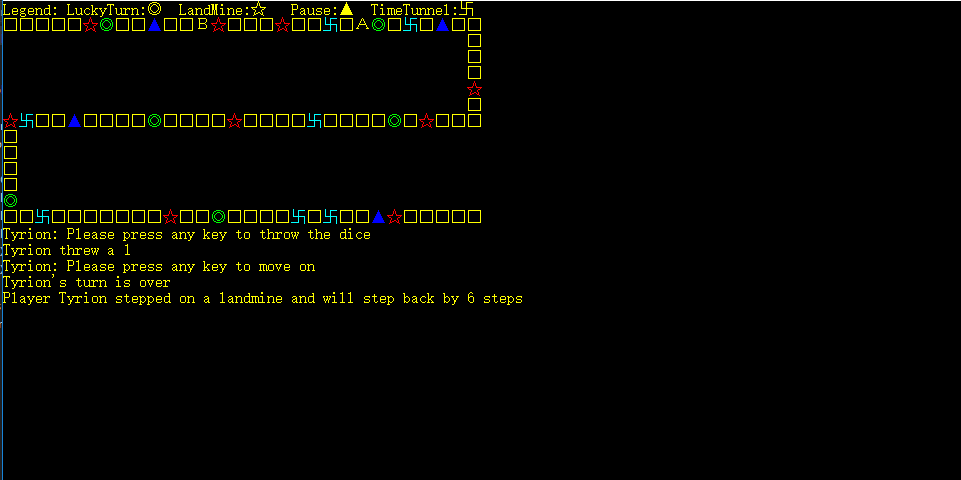 Legend: LuckyTurn:◎ LandMine:☆ Pause:▲ TimeTunnel:卐
B A
Tyrion: Please press any key to throw the dice
Tyrion threw a 1
Tyrion: Please press any key to move on
Tyrion's turn is over
Player Tyrion stepped on a landmine and will step back by 6 steps